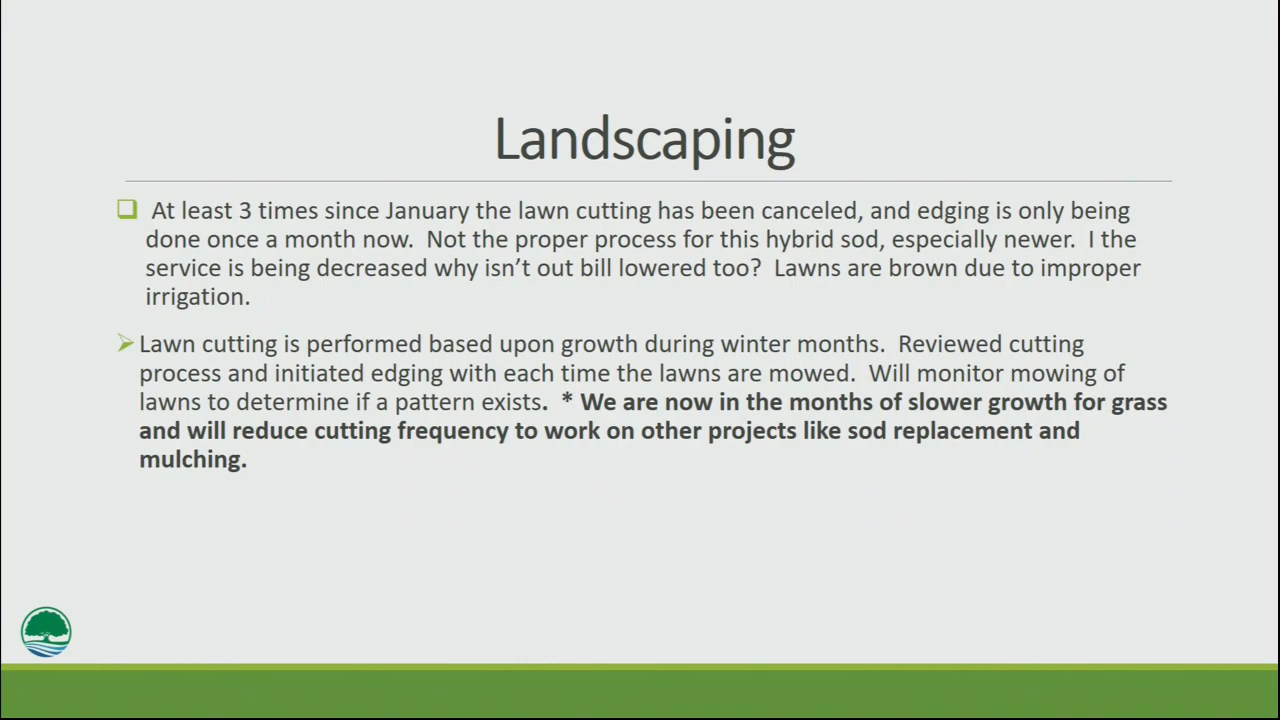 Landscaping
At least 3 times since January the lawn cutting has been canceled, and edging is only being
done once a month now.  Not the proper process for this hybrid sod, especially newer.  I the
service is being decreased why isn’t out bill lowered too?  Lawns are brown due to improper
irrigation.
Lawn cutting is performed based upon growth during winter months.  Reviewed cutting
process and initiated edging with each time the lawns are mowed.  Will monitor mowing of
lawns to determine if a pattern exists.  * We are now in the months of slower growth for grass
and will reduce cutting frequency to work on other projects like sod replacement and
mulching.